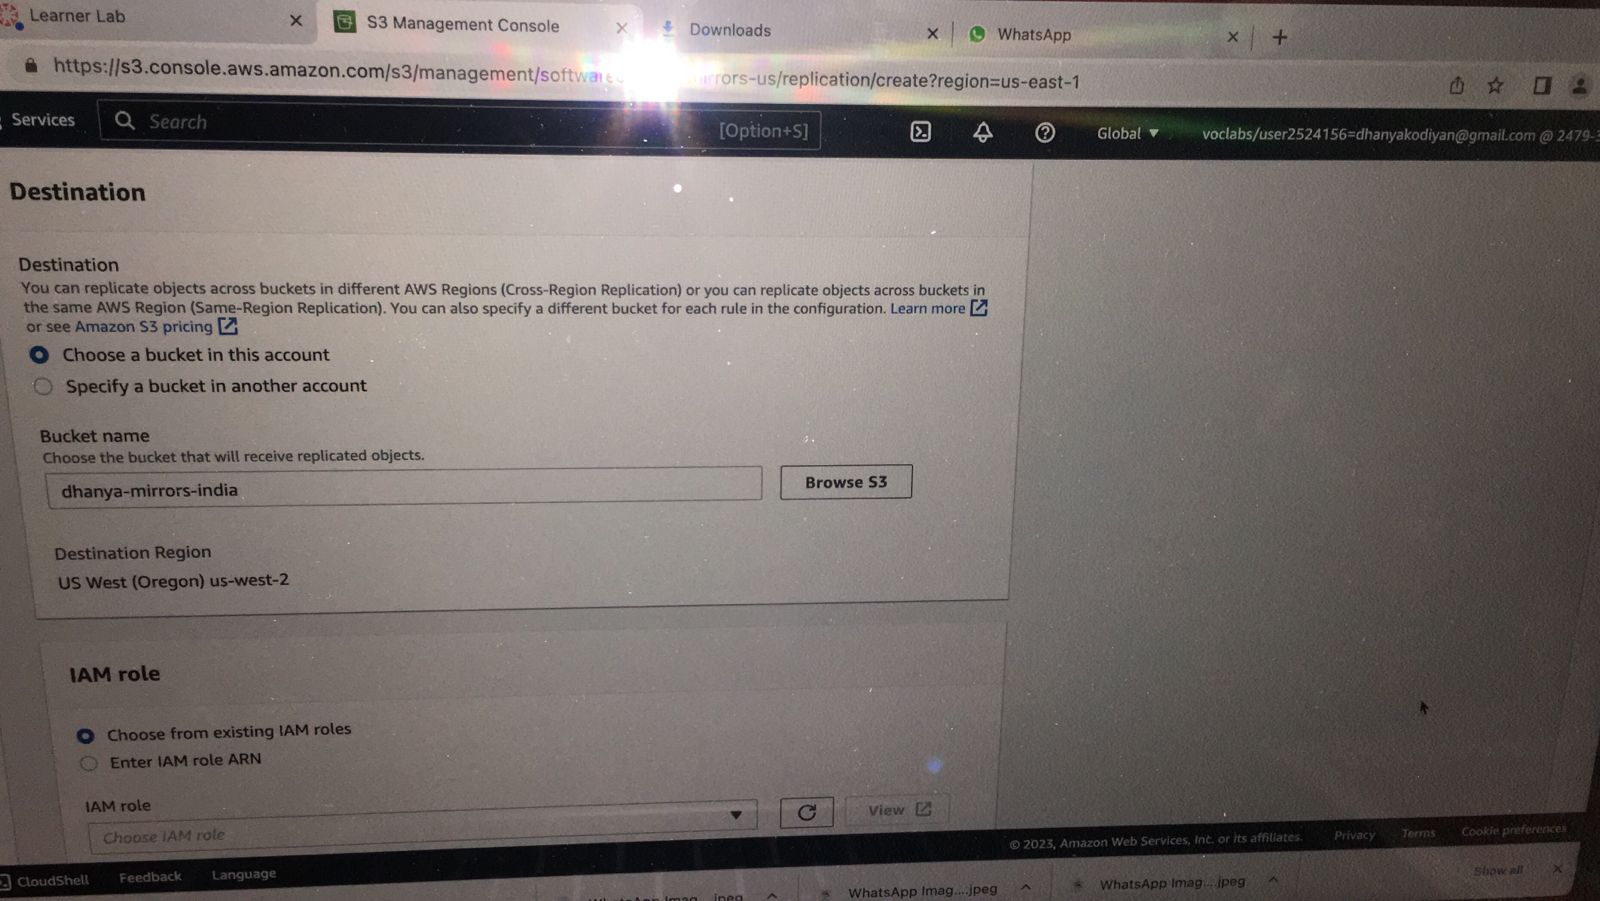 Learner Lab
S3 Management Console
Downloads
WhatsApp
https://s3.console.aws.amazon.com/s3/management/software rrors-us/replication/create?region=us-east-1
Services
Search
[Option+S]
Global
voclabs/user2524156=dhanyakodiyan@gmail.com @ 2479-3
Destination
Destination
You can replicate objects across buckets in different AWS Regions (Cross-Region Replication) or you can replicate objects across buckets in
the same AWS Region (Same-Region Replication). You can also specify a different bucket for each rule in the configuration. Learn more
or see Amazon S3 pricing
Choose a bucket in this account
Specify a bucket in another account
Bucket name
Choose the bucket that will receive replicated objects.
dhanya-mirrors-india
Browse S3
Destination Region
US West (Oregon) us-west-2
IAM role
Choose from existing IAM roles
Enter IAM role ARN
IAM role
Choose IAM role
View
© 2023, Amazon Web Services, Inc. or its affiliates.
Privacy
Terms
Cookie preferences
CloudShell
Feedback
Language
WhatsApp Imag....jpeg
WhatsApp Imag....jpeg
Show all